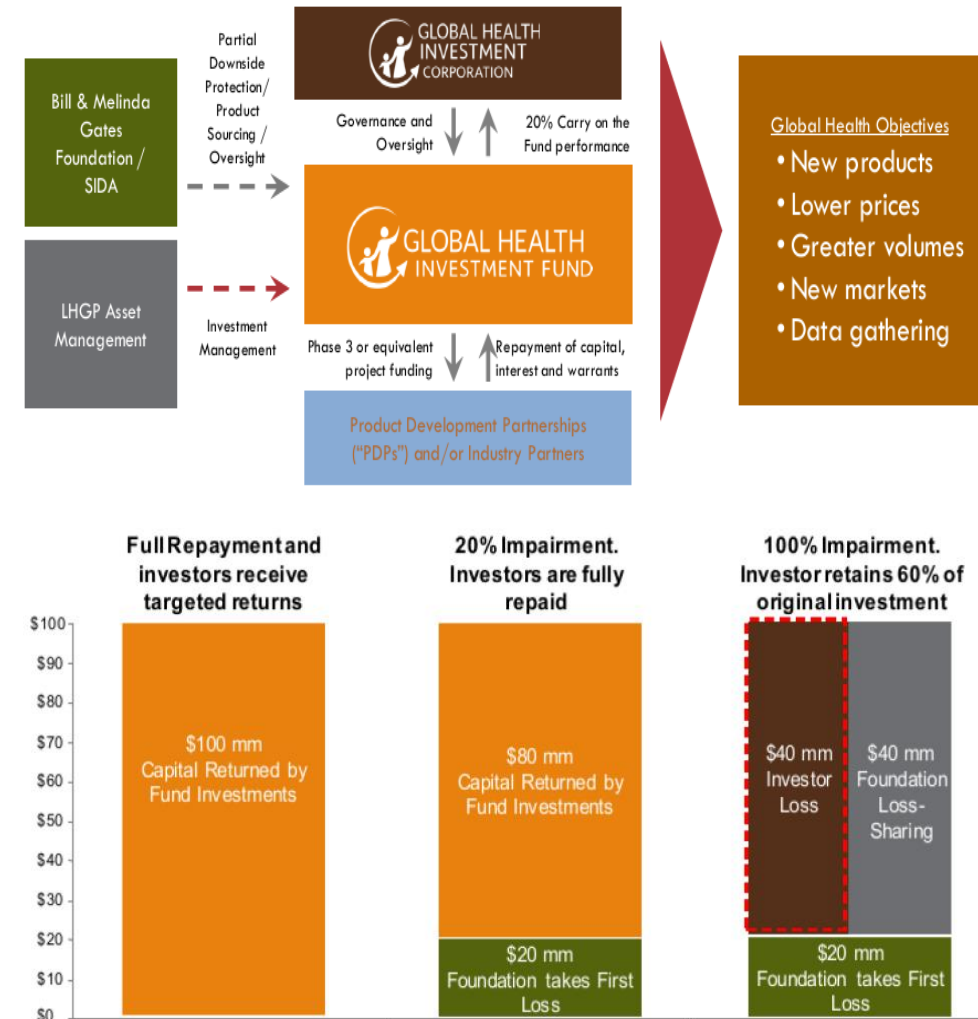 GLOBAL HEALTH
INVESTMENT
CORPORATION
Partial
Downside
Protection/
Product
Sourcing /
Oversight
Bill & Melinda
Gates
Foundation /
SIDA
Governance and
Oversight
20% Carry on the
Fund performance
GLOBAL HEALTH
INVESTMENT FUND
LHGP Asset
Management
Investment
Management
Phase 3 or equivalent
project funding
Repayment of capital,
interest and warrants
Product Development Partnerships
("PDPs") and/or Industry Partners
Global Health Objectives
• New products
• Lower prices
• Greater volumes
• New markets
• Data gathering
Full Repayment and
investors receive
targeted returns
20% Impairment.
Investors are fully
repaid
100% Impairment.
Investor retains 60% of
original investment
$100
$90
$80
$70
$60
$50
$40
$30
$20
$10
$0
$100 mm
Capital Returned by
Fund Investments
$80 mm
Capital Returned by
Fund Investments
$20 mm
Foundation takes First
Loss
$40 mm
Investor
Loss
$40 mm
Foundation
Loss-
Sharing
$20 mm
Foundation takes First
Loss